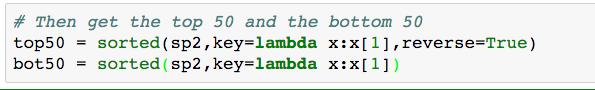 # Then get the top 50 and the bottom 50
top50 = sorted(sp2,key=lambda x:x[1],reverse=True)
bot50 = sorted(sp2,key=lambda x:x[1])